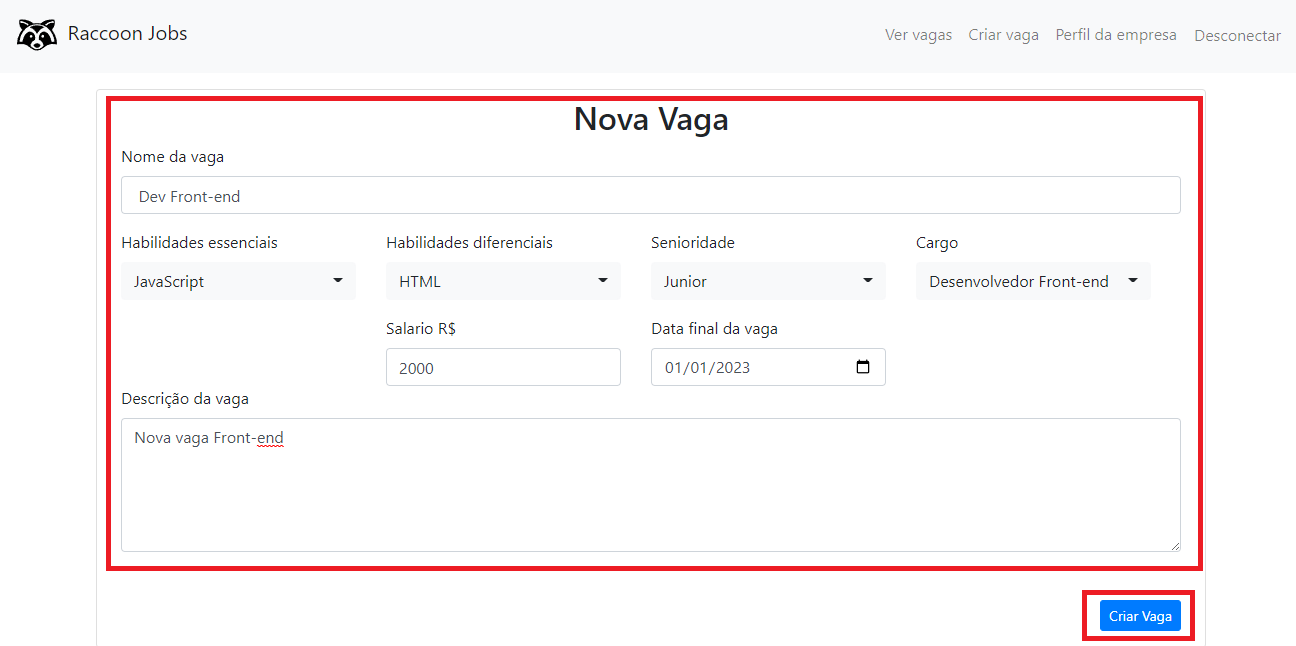 Raccoon Jobs
Ver vagas Criar vaga Perfil da empresa Desconectar
Nova Vaga
Nome da vaga
Dev Front-end
Habilidades essenciais Habilidades diferenciais Senioridade Cargo
JavaScript HTML Junior Desenvolvedor Front-end
Salario R$ Data final da vaga
2000 01/01/2023
Descrição da vaga
Nova vaga Front-end
Criar Vaga